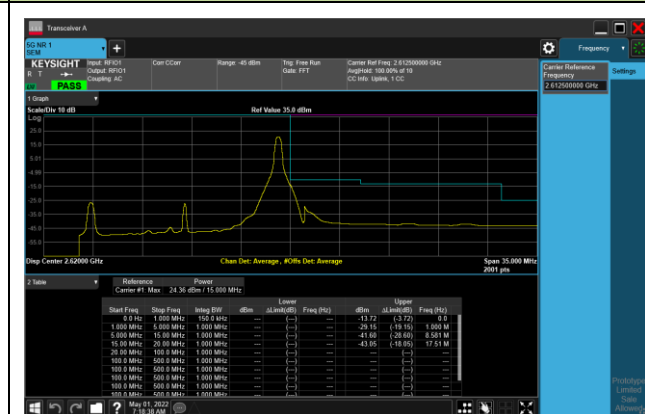 Transceiver A
5G NR 1
SEM
Frequency
KEYSIGHT
R T
PASS
Input: RFIO1
Output: RFIO1
Coupling: AC
Corr CCorr
Range: -45 dBm
Trig: Free Run
Gate: FFT
Carrier Ref Freq: 2.612500000 GHz
Avg|Hold: 100.00% of 10
CC Info: Uplink, 1 CC
Carrier Reference
Frequency
2.612500000 GHz
Settings
1 Graph
Scale/Div 10 dB
Ref Value 35.0 dBm
Log
25.0
15.0
5.01
-4.99
-15.0
-25.0
-35.0
-45.0
-55.0
Disp Center 2.62000 GHz
Chan Det: Average , #Offs Det: Average
Span 35.000 MHz
2001 pts
2 Table
Reference Power
Carrier #1 Max 24.36 dBm / 15.000 MHz
Lower Upper
Start Freq Stop Freq Integ BW dBm ΔLimit(dB) Freq (Hz) dBm ΔLimit(dB) Freq (Hz)
0.0 Hz 1.000 MHz 150.0 kHz --- (---) --- -13.72 (-3.72) 0.0
1.000 MHz 5.000 MHz 1.000 MHz --- (---) --- -29.15 (-19.15) 1.000 M
5.000 MHz 15.00 MHz 1.000 MHz --- (---) --- -41.60 (-28.60) 8.581 M
15.00 MHz 20.00 MHz 1.000 MHz --- (---) --- -43.05 (-18.05) 17.51 M
20.00 MHz 100.0 MHz 1.000 MHz --- (---) --- --- (---) ---
100.0 MHz 500.0 MHz 1.000 MHz --- (---) --- --- (---) ---
100.0 MHz 500.0 MHz 1.000 MHz --- (---) --- --- (---) ---
100.0 MHz 500.0 MHz 1.000 MHz --- (---) --- --- (---) ---
100.0 MHz 500.0 MHz 1.000 MHz --- (---) --- --- (---) ---
Prototype
Limited
Sale
Allowed
May 01, 2022
7:18:38 AM